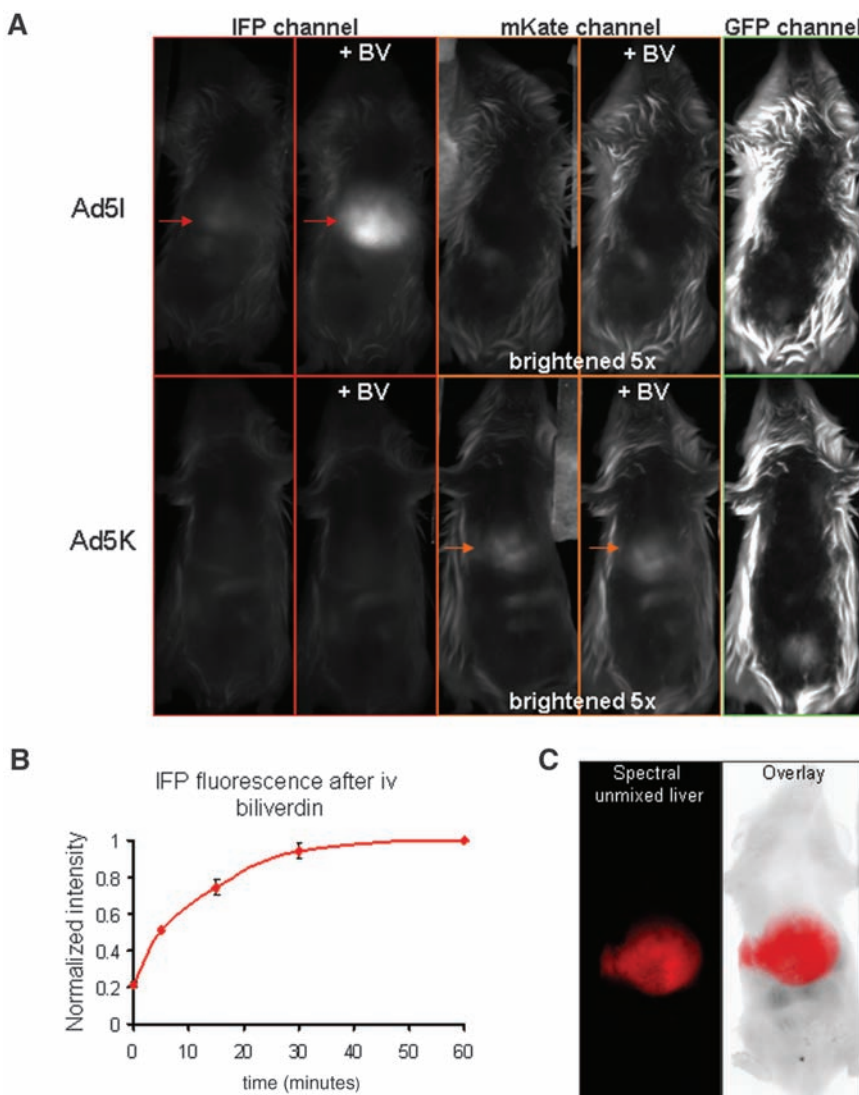 A
IFP channel
mKate channel
GFP channel
+ BV
+ BV
Ad5I
brightened 5x
+ BV
+ BV
Ad5K
brightened 5x
B
IFP fluorescence after iv
biliverdin
Normalized intensity
1
0.8
0.6
0.4
0.2
0
0 10 20 30 40 50 60
time (minutes)
C
Spectral
unmixed liver
Overlay